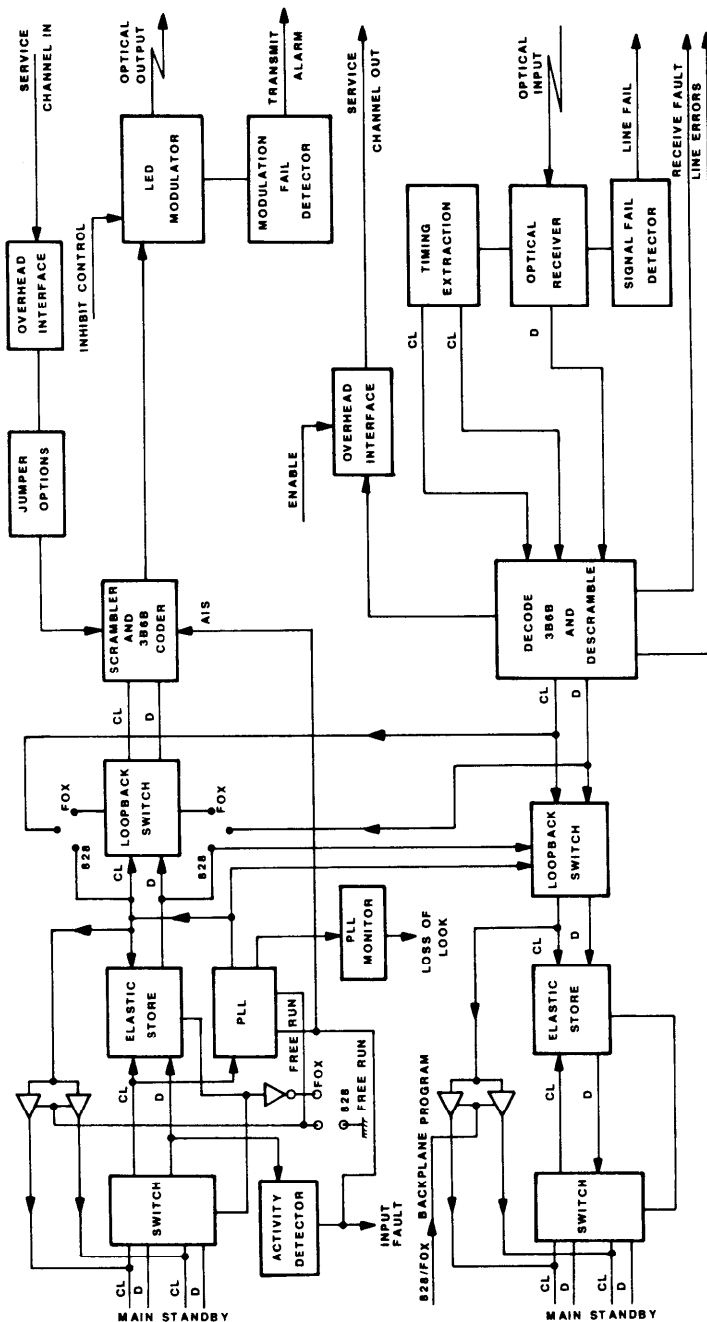 SERVICE
CHANNEL IN
OVERHEAD
INTERFACE
JUMPER
OPTIONS
OPTICAL
OUTPUT
TRANSMIT
ALARM
LED
MODULATOR
MODULATION
FAIL
DETECTOR
INHIBIT CONTROL
SCRAMBLER
AND
3B6B
CODER
AIS
CL
D
LOOPBACK
SWITCH
FOX
FOX
828
828
CL
D
ELASTIC
STORE
PLL
PLL
MONITOR
LOSS OF
LOOK
FREE RUN
FOX
828
FREE RUN
CL
D
SWITCH
ACTIVITY
DETECTOR
INPUT
FAULT
CL
D
CL
D
MAIN STANDBY
SERVICE
CHANNEL OUT
OVERHEAD
INTERFACE
ENABLE
OPTICAL
INPUT
LINE FAIL
RECEIVE FAULT
LINE ERRORS
TIMING
EXTRACTION
OPTICAL
RECEIVER
SIGNAL FAIL
DETECTOR
CL
CL
D
DECODE
3B6B
AND
DESCRAMBLE
CL
D
LOOPBACK
SWITCH
CL
D
ELASTIC
STORE
CL
D
SWITCH
828/FOX BACKPLANE PROGRAM
CL
D
CL
D
MAIN STANDBY